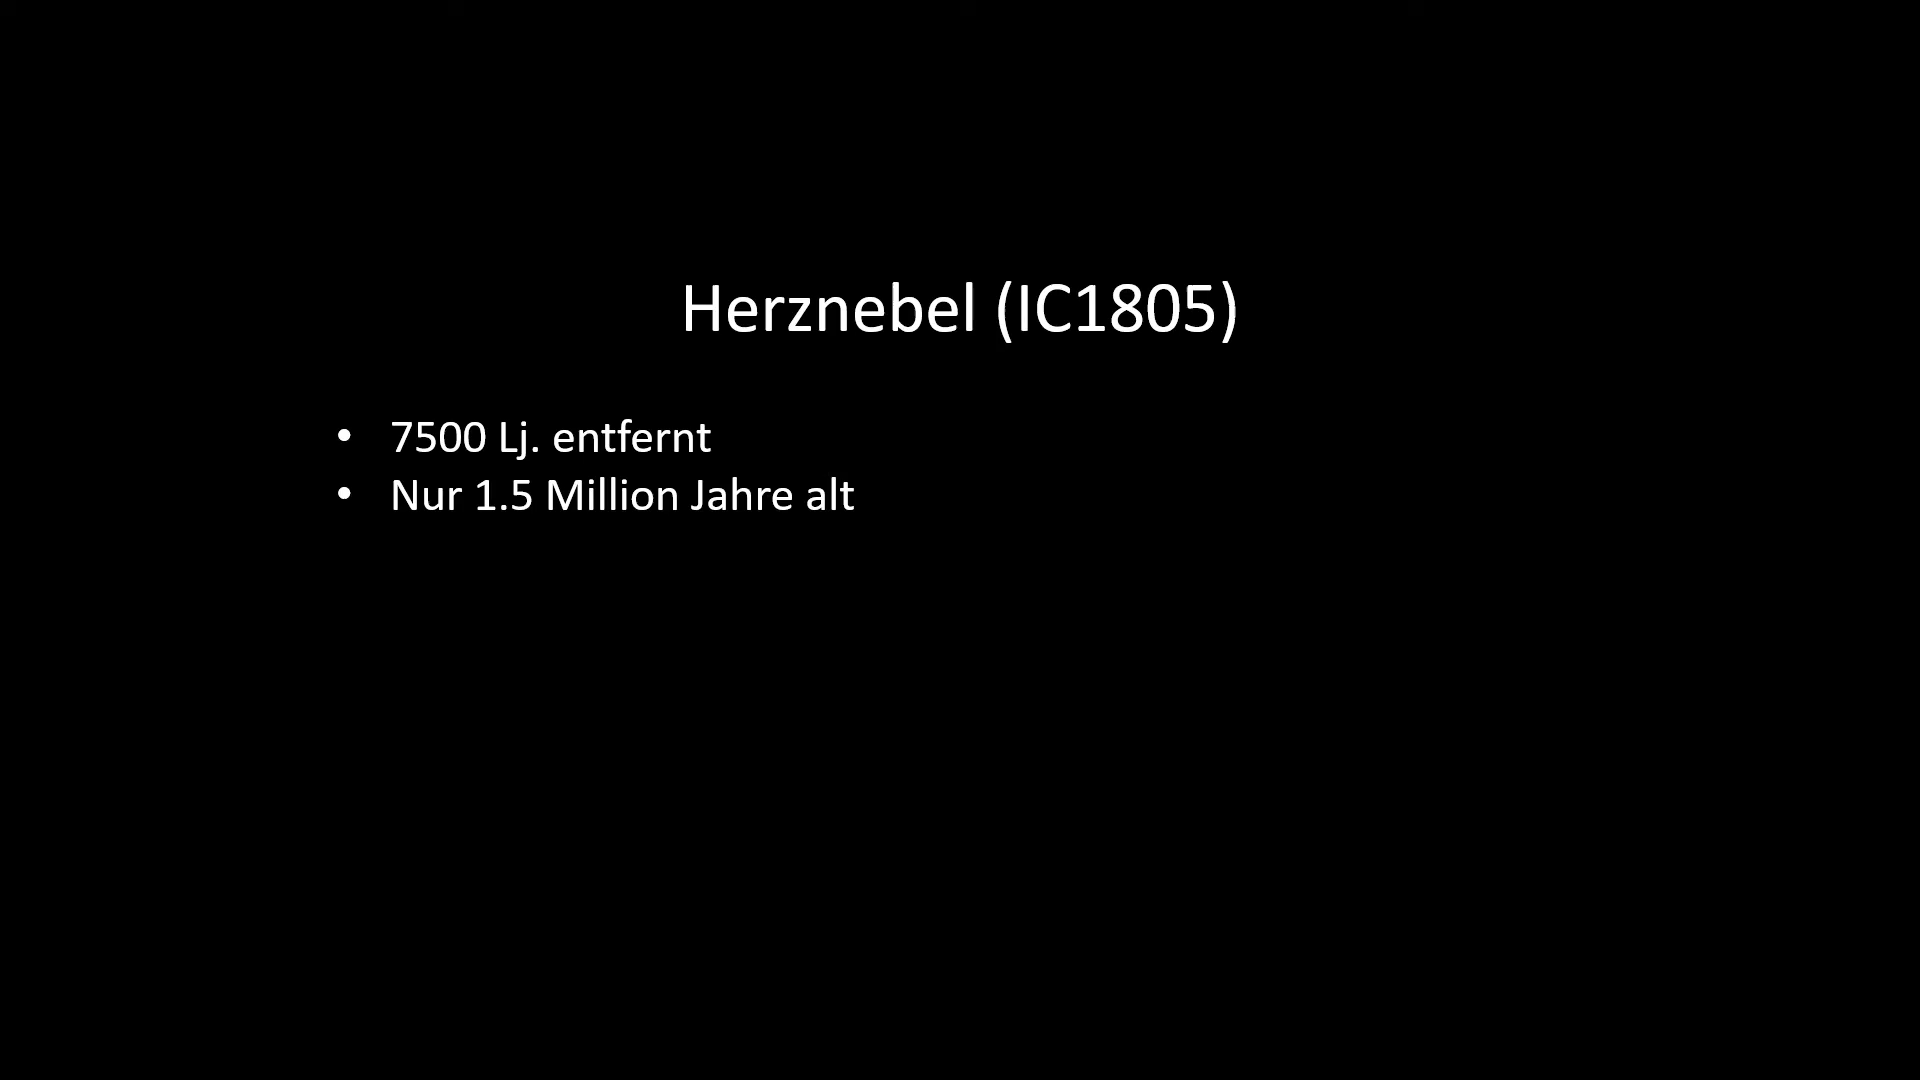 Herznebel (IC1805)
• 7500 Lj. entfernt
• Nur 1.5 Million Jahre alt